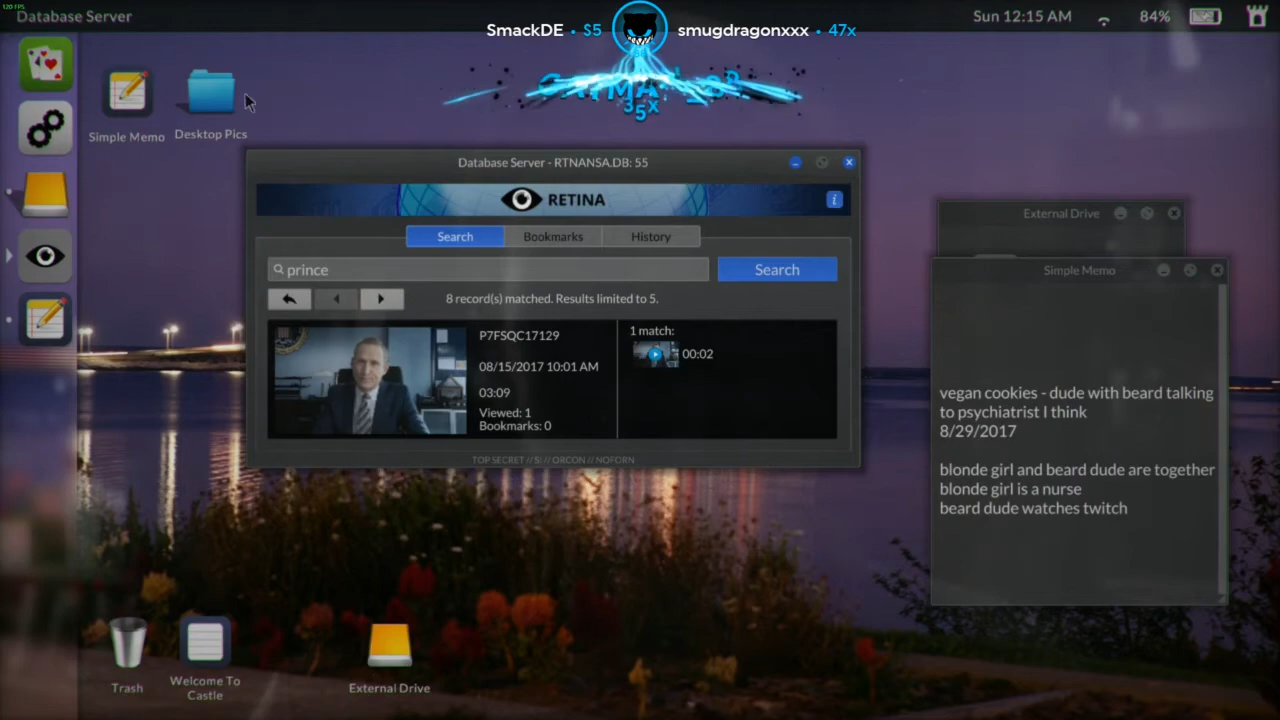 120 FPS
Database Server
SmackDE • $5
smugdragonxxx • 47x
Sun 12:15 AM
84%
35x
Simple Memo
Desktop Pics
Database Server - RTNANSA.DB: 55
RETINA
i
Search
Bookmarks
History
prince
Search
8 record(s) matched. Results limited to 5.
P7FSQC17129
08/15/2017 10:01 AM
03:09
Viewed: 1
Bookmarks: 0
1 match:
00:02
TOP SECRET // SI // ORCON // NOFORN
External Drive
Simple Memo
vegan cookies - dude with beard talking
to psychiatrist I think
8/29/2017
blonde girl and beard dude are together
blonde girl is a nurse
beard dude watches twitch
Trash
Welcome To
Castle
External Drive